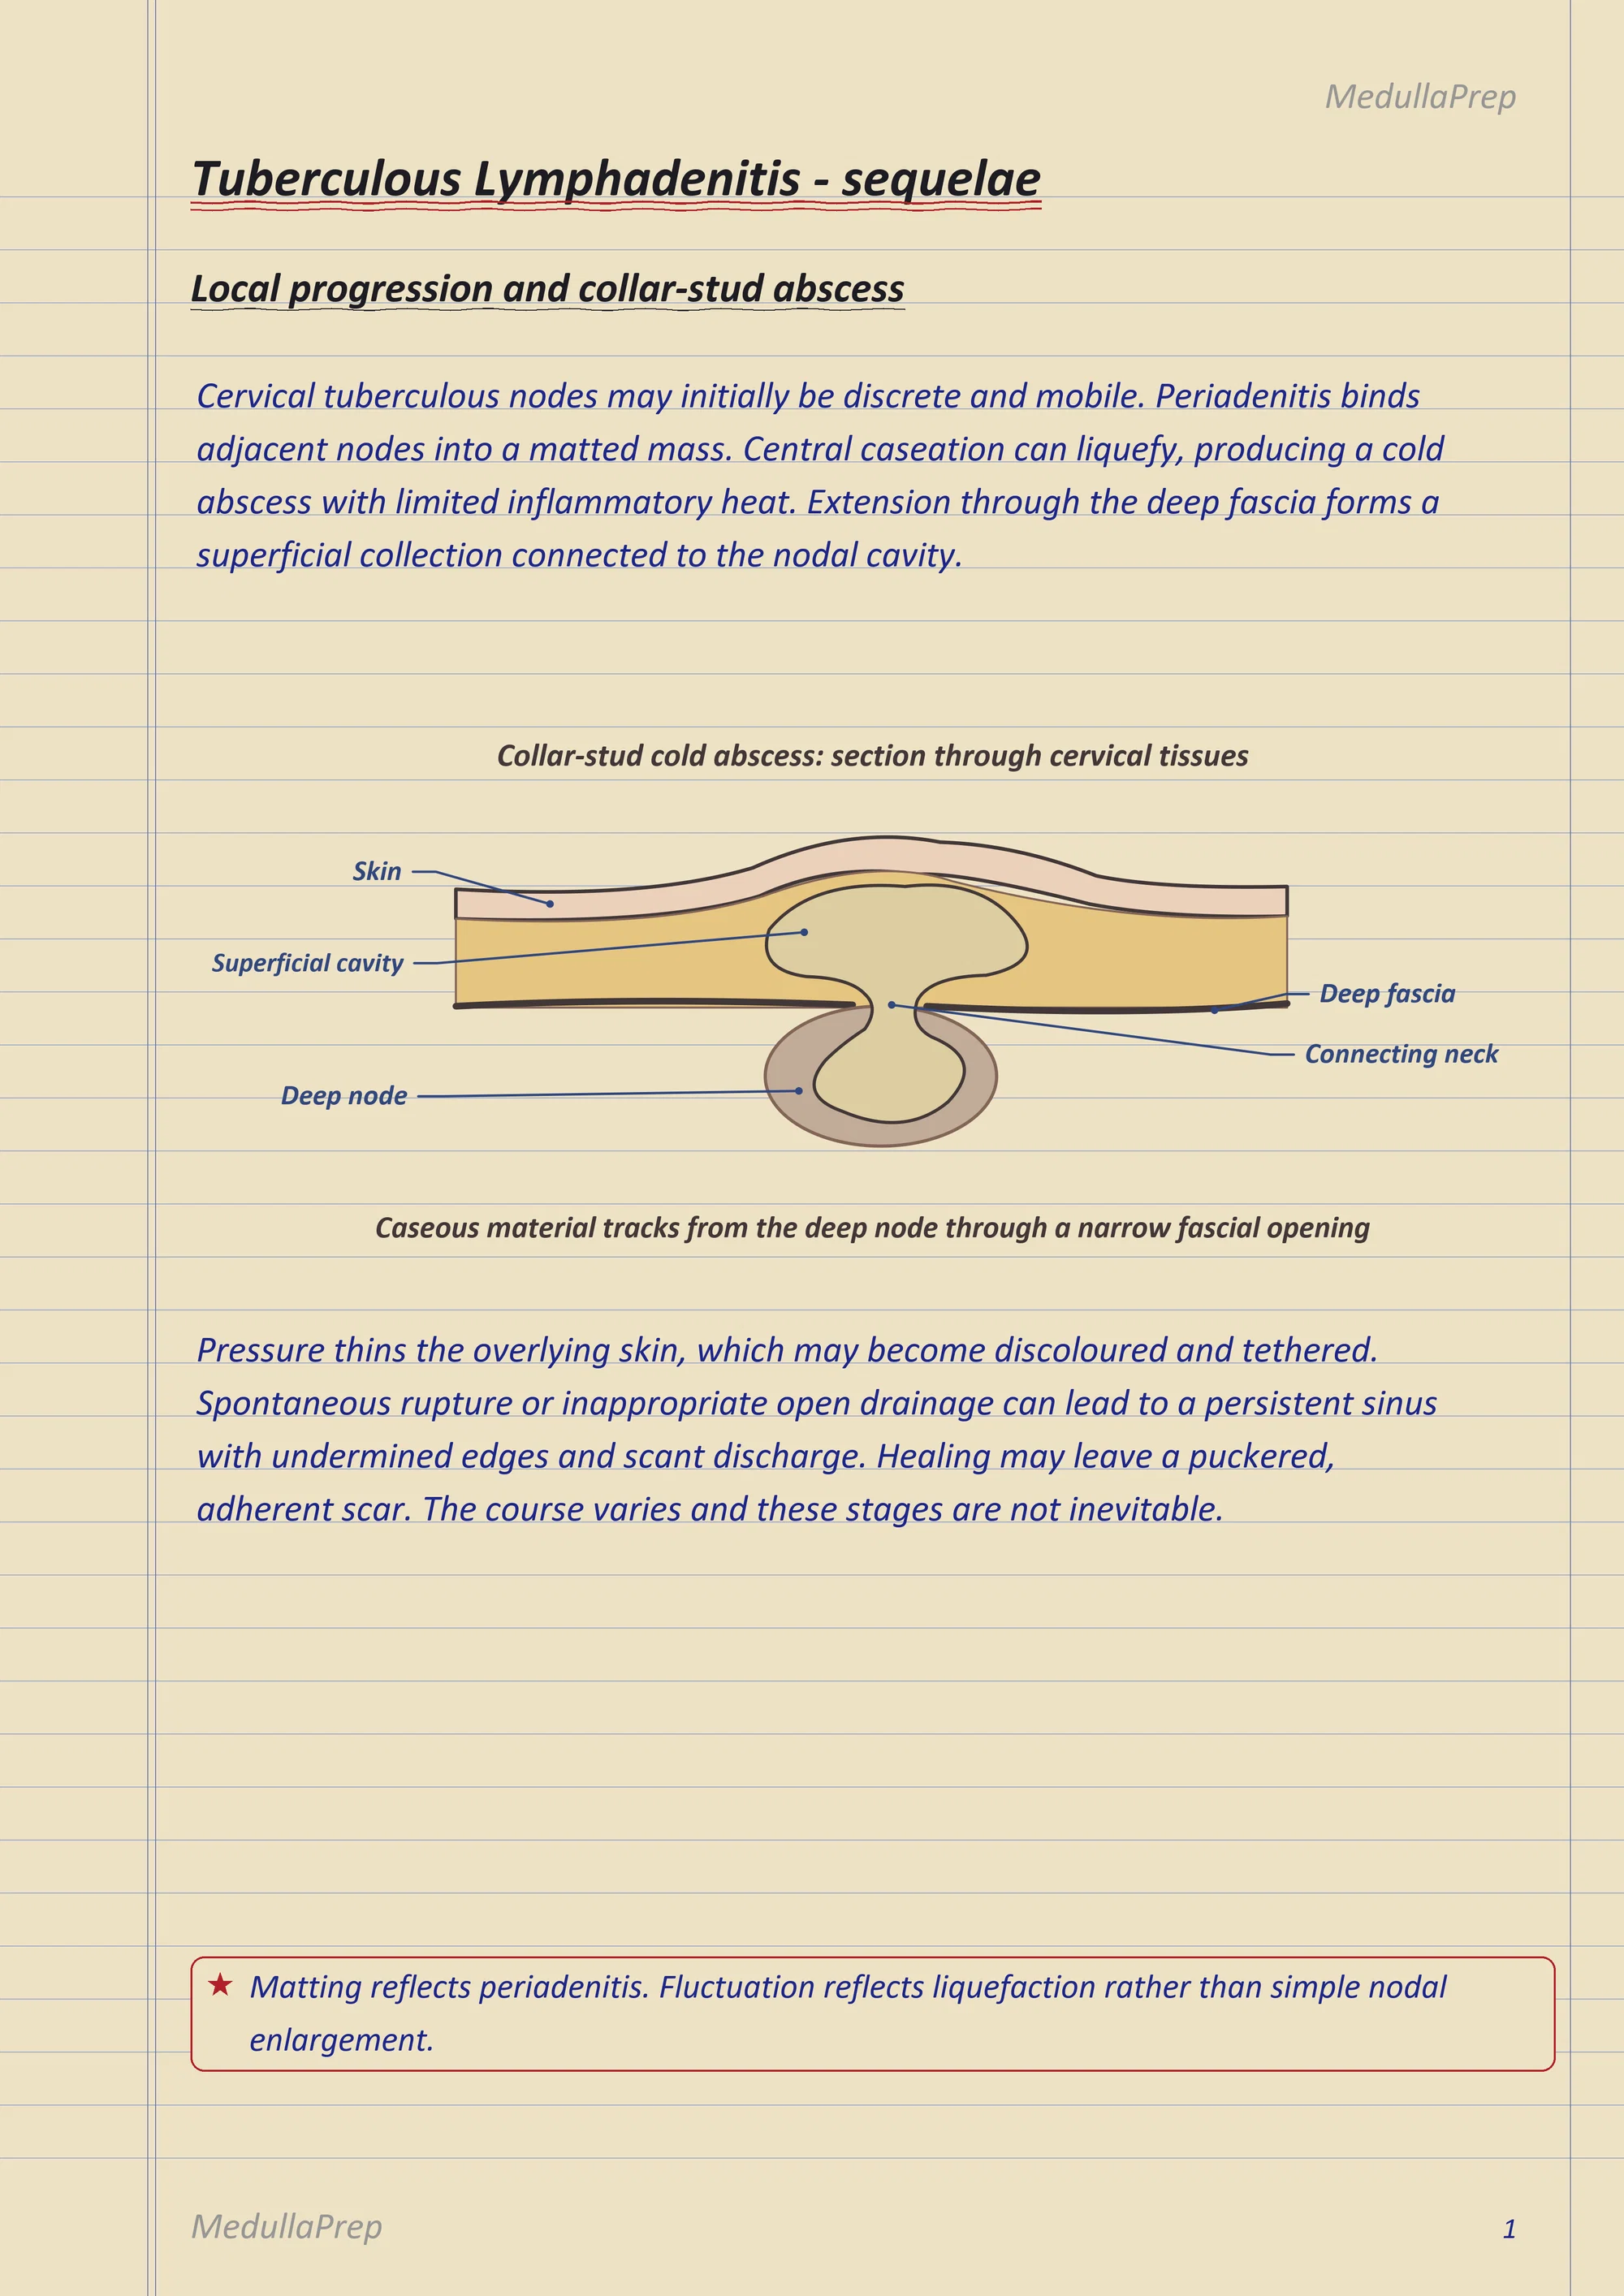 MedullaPrep
Tuberculous Lymphadenitis - sequelae
Local progression and collar-stud abscess
Cervical tuberculous nodes may initially be discrete and mobile. Periadenitis binds
adjacent nodes into a matted mass. Central caseation can liquefy, producing a cold
abscess with limited inflammatory heat. Extension through the deep fascia forms a
superficial collection connected to the nodal cavity.
Collar-stud cold abscess: section through cervical tissues
Skin
Superficial cavity
Deep fascia
Connecting neck
Deep node
Caseous material tracks from the deep node through a narrow fascial opening
Pressure thins the overlying skin, which may become discoloured and tethered.
Spontaneous rupture or inappropriate open drainage can lead to a persistent sinus
with undermined edges and scant discharge. Healing may leave a puckered,
adherent scar. The course varies and these stages are not inevitable.
★ Matting reflects periadenitis. Fluctuation reflects liquefaction rather than simple nodal
enlargement.
MedullaPrep
1